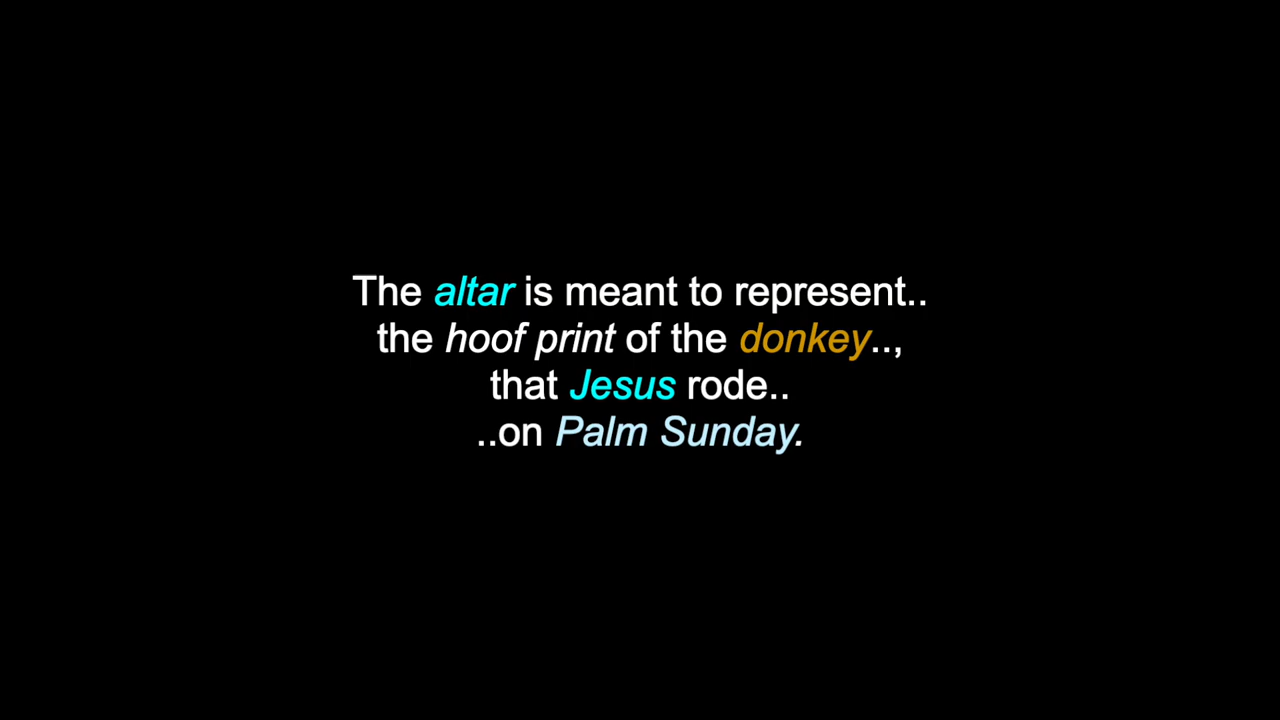 The altar is meant to represent..
the hoof print of the donkey..,
that Jesus rode..
..on Palm Sunday.